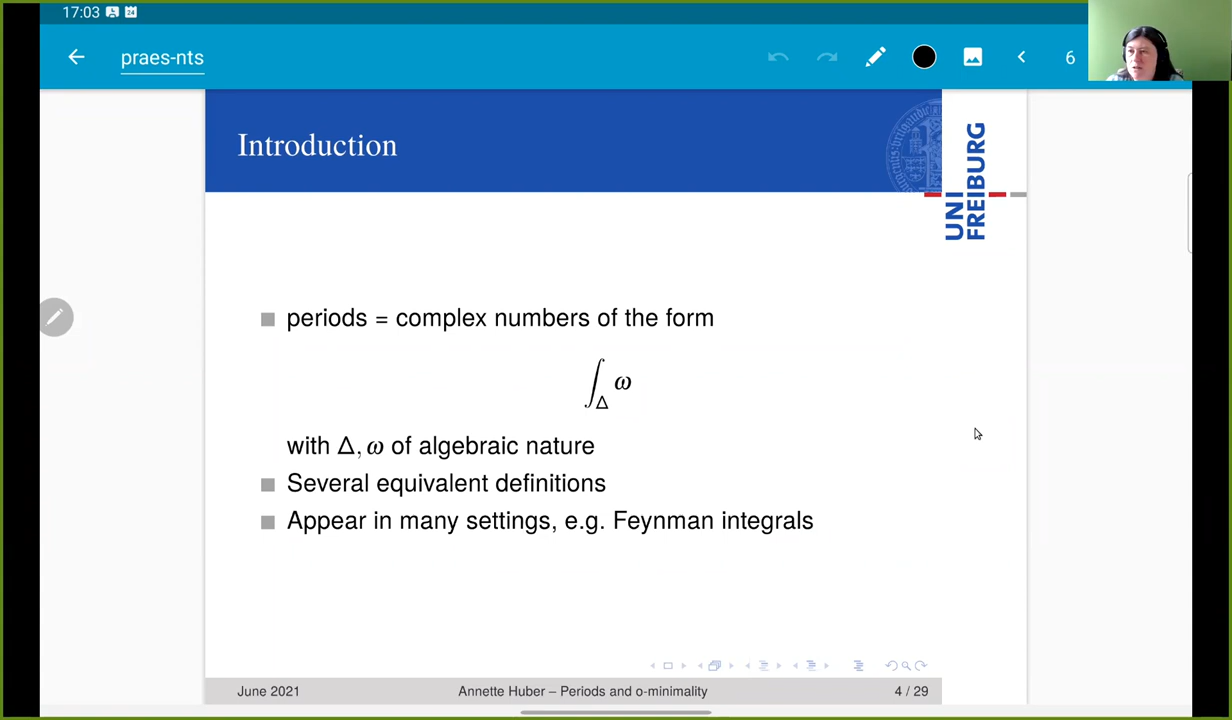 17:03
24
praes-nts
6
Introduction
UNI
FREIBURG
periods = complex numbers of the form
∫_Δ ω
with Δ, ω of algebraic nature
Several equivalent definitions
Appear in many settings, e.g. Feynman integrals
June 2021
Annette Huber – Periods and o-minimality
4 / 29